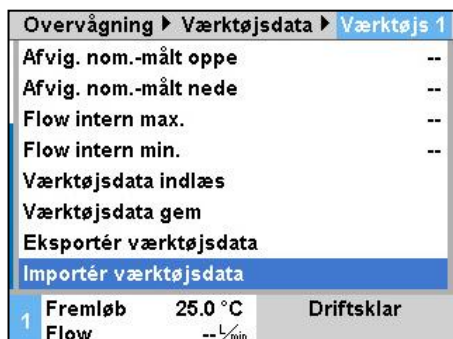 Overvågning ▶ Værktøjsdata ▶ Værktøjs 1
Afvig. nom.-målt oppe --
Afvig. nom.-målt nede --
Flow intern max. --
Flow intern min. --
Værktøjsdata indlæs
Værktøjsdata gem
Eksportér værktøjsdata
Importér værktøjsdata
1 Fremløb 25.0 °C Driftsklar
Flow -- L/min